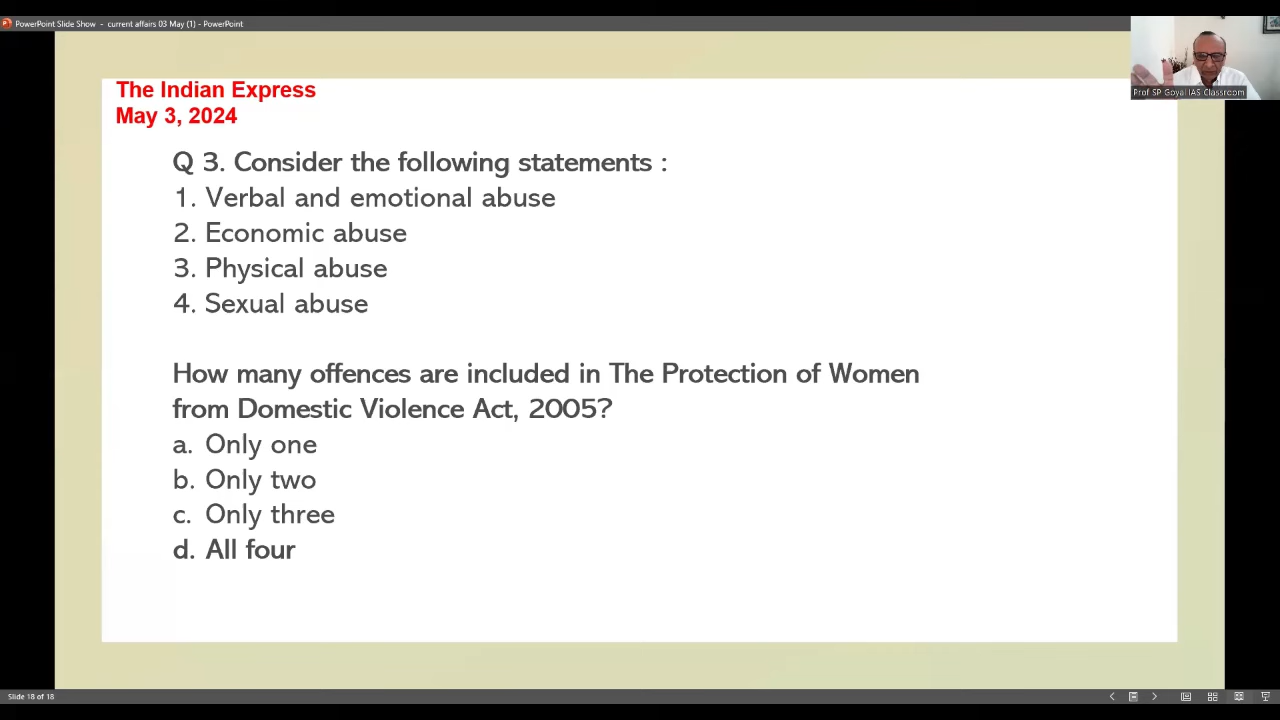 PowerPoint Slide Show - current affairs 03 May (1) - PowerPoint
Prof SP Goyal IAS Classroom
The Indian Express
May 3, 2024
Q 3. Consider the following statements :
1. Verbal and emotional abuse
2. Economic abuse
3. Physical abuse
4. Sexual abuse
How many offences are included in The Protection of Women
from Domestic Violence Act, 2005?
a. Only one
b. Only two
c. Only three
d. All four
Slide 18 of 18